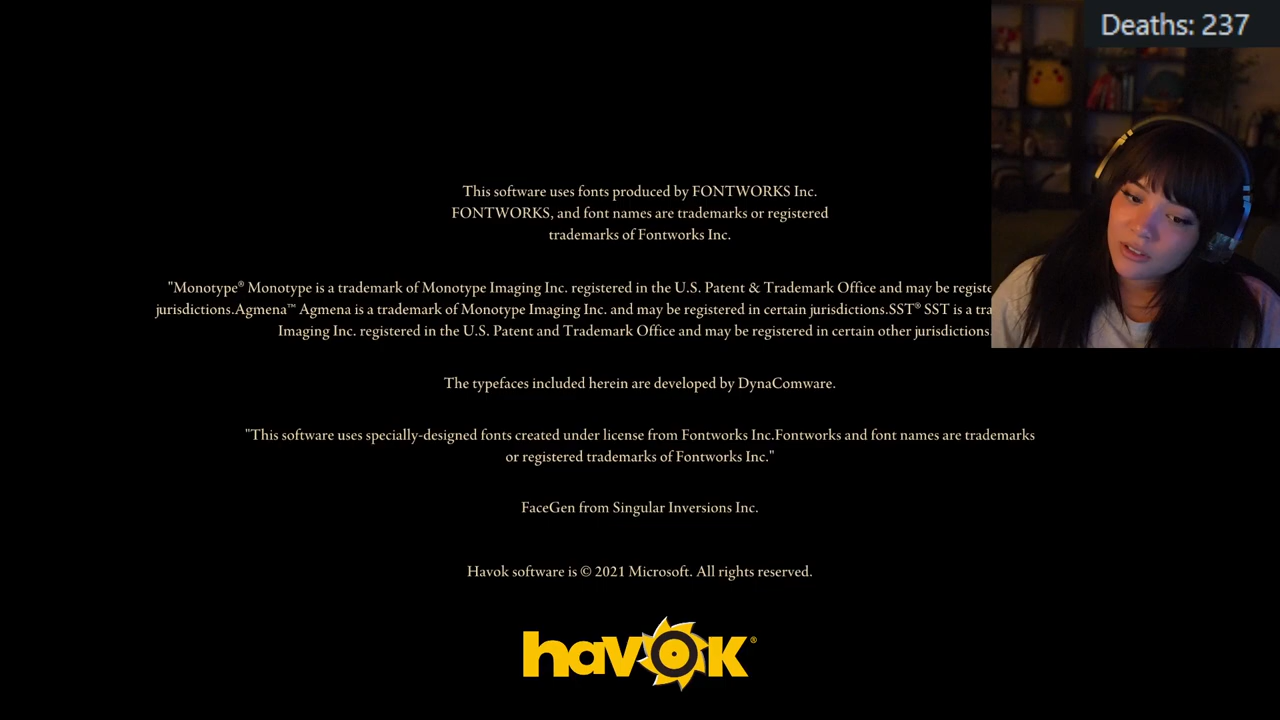 Deaths: 237
This software uses fonts produced by FONTWORKS Inc.
FONTWORKS, and font names are trademarks or registered
trademarks of Fontworks Inc.
"Monotype® Monotype is a trademark of Monotype Imaging Inc. registered in the U.S. Patent & Trademark Office and may be
jurisdictions.Agmena™ Agmena is a trademark of Monotype Imaging Inc. and may be registered in certain jurisdictions.SST® SST is a
Imaging Inc. registered in the U.S. Patent and Trademark Office and may be registered in certain other jurisdictions.
The typefaces included herein are developed by DynaComware.
"This software uses specially-designed fonts created under license from Fontworks Inc.Fontworks and font names are trademarks
or registered trademarks of Fontworks Inc."
FaceGen from Singular Inversions Inc.
Havok software is © 2021 Microsoft. All rights reserved.
havok®